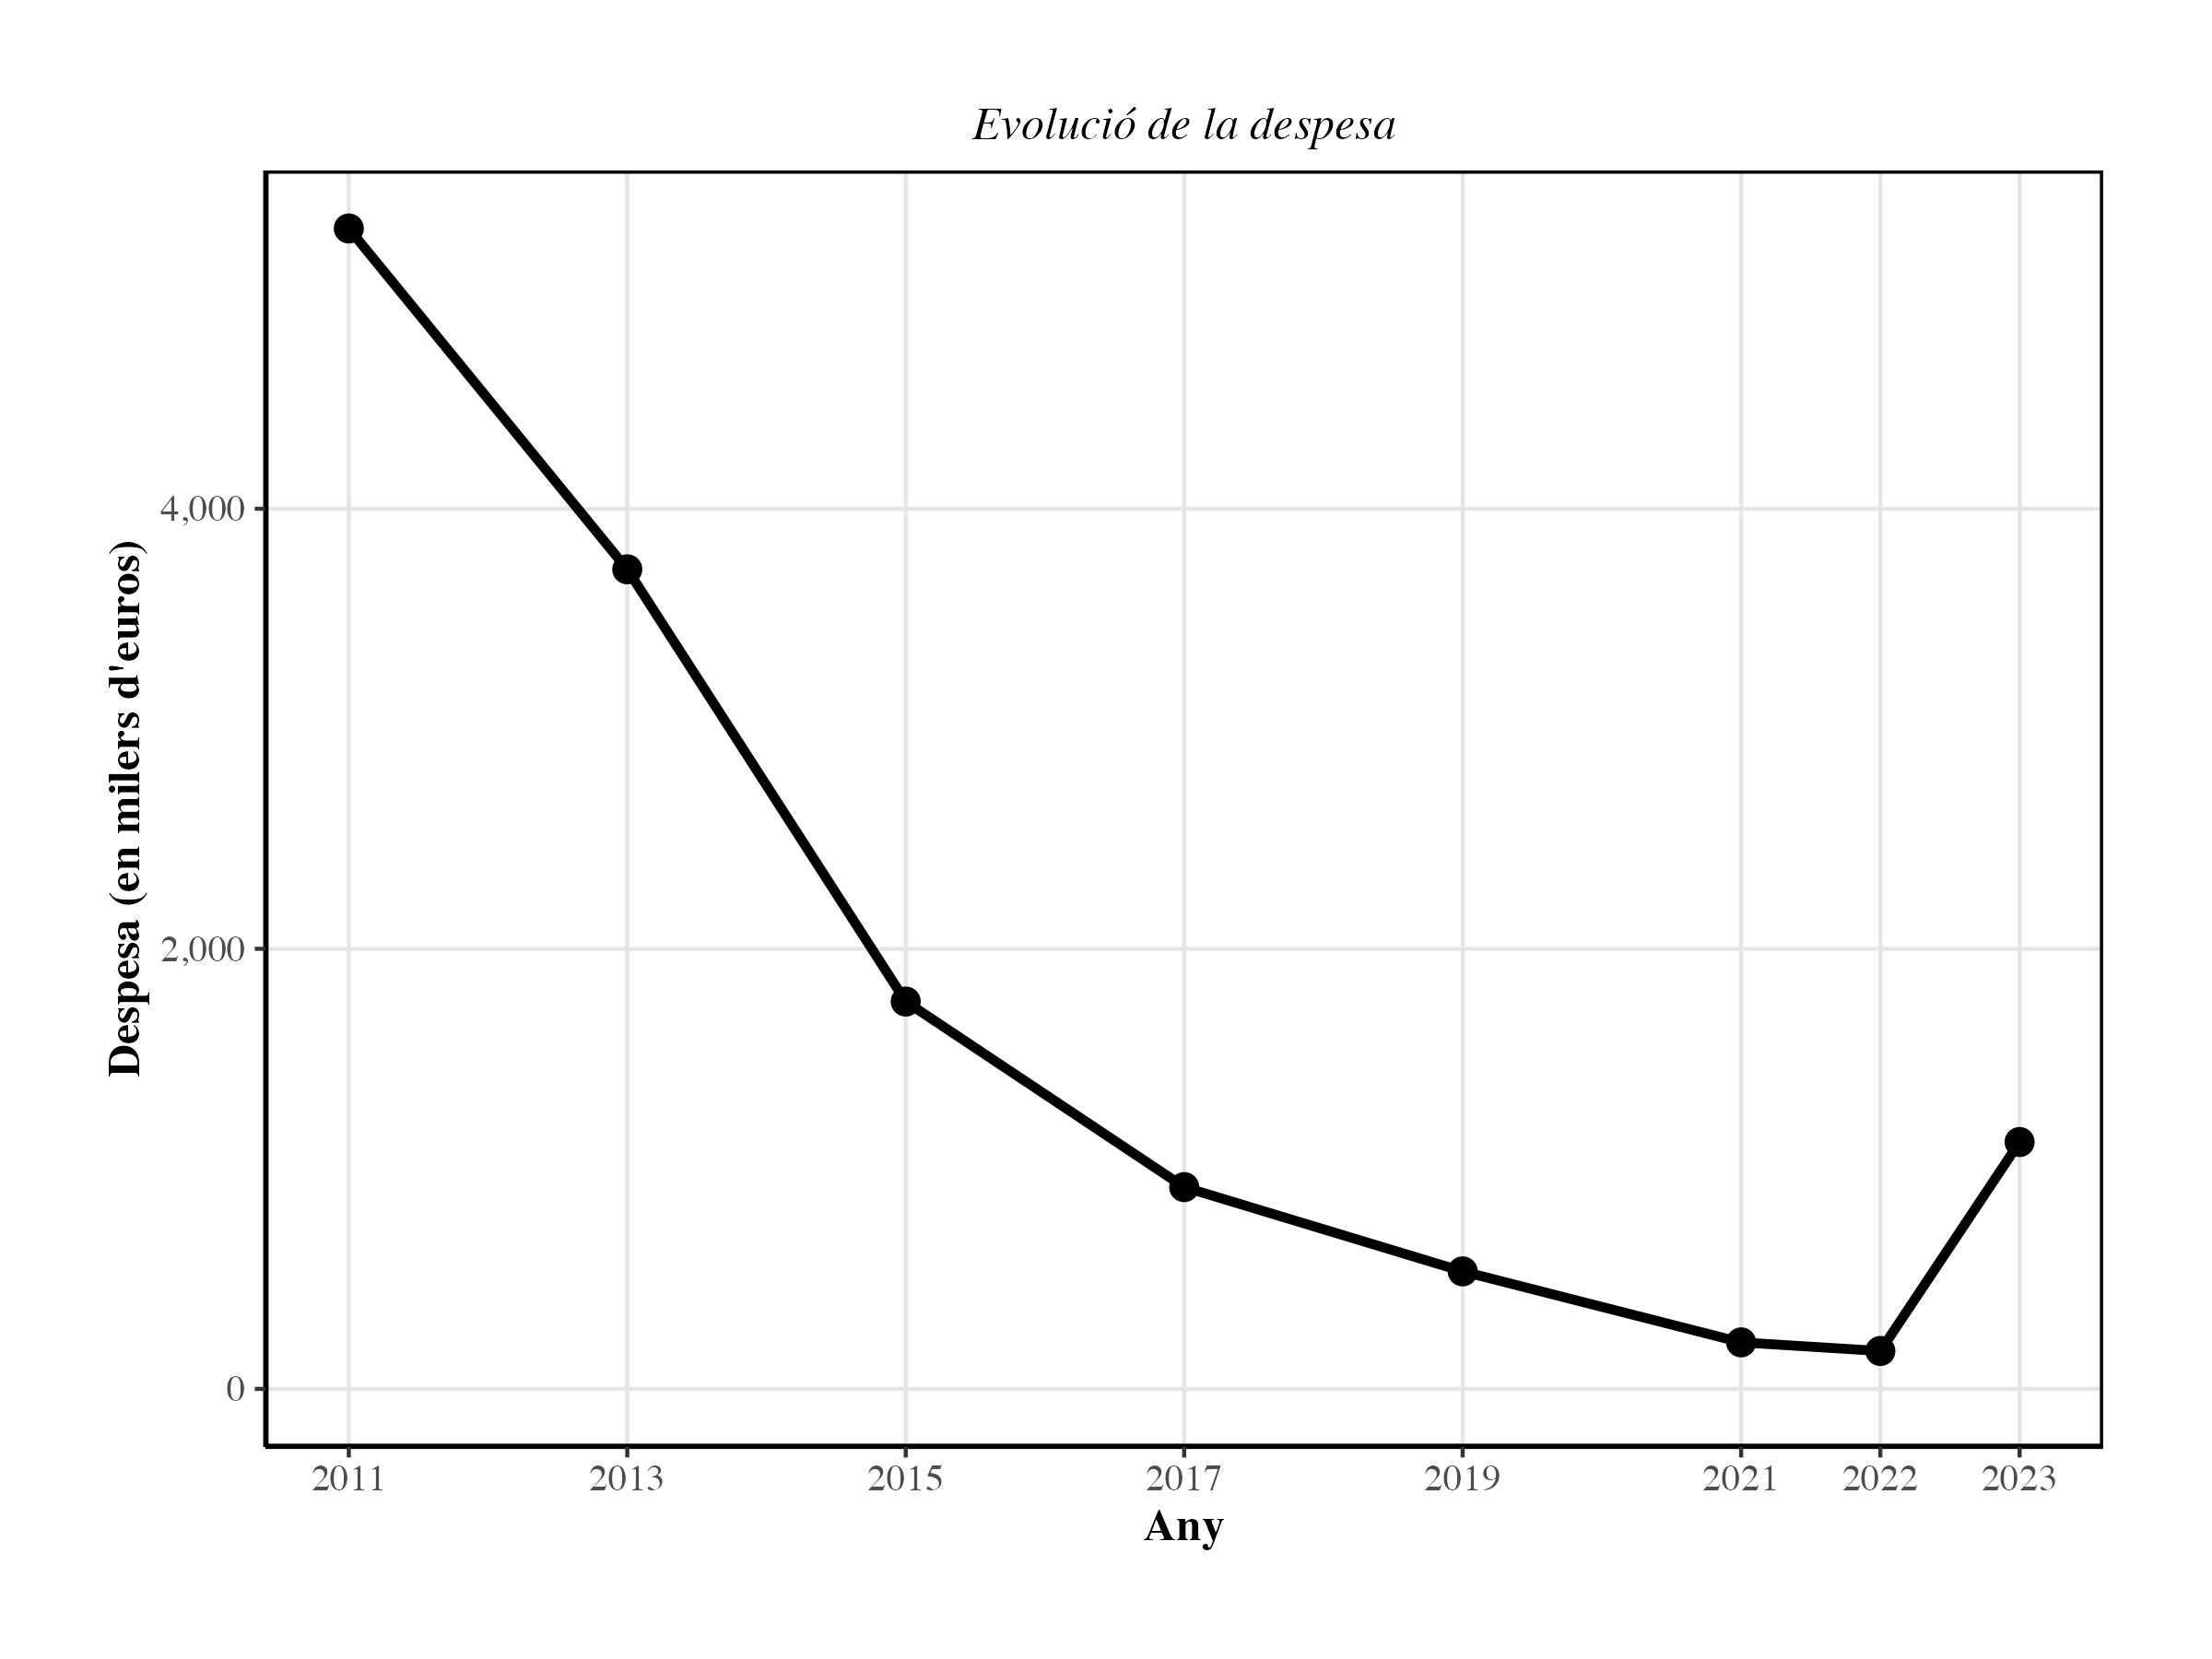 Evolució de la despesa
Despesa (en milers d'euros)
4,000
2,000
0
2011 2013 2015 2017 2019 2021 2022 2023
Any